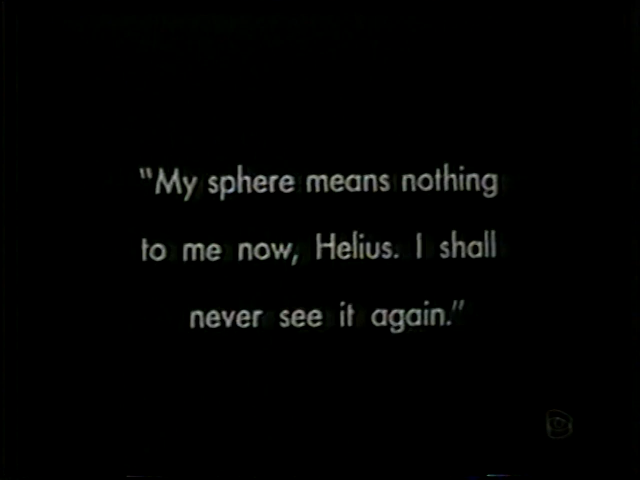 "My sphere means nothing
to me now, Helius. I shall
never see it again."